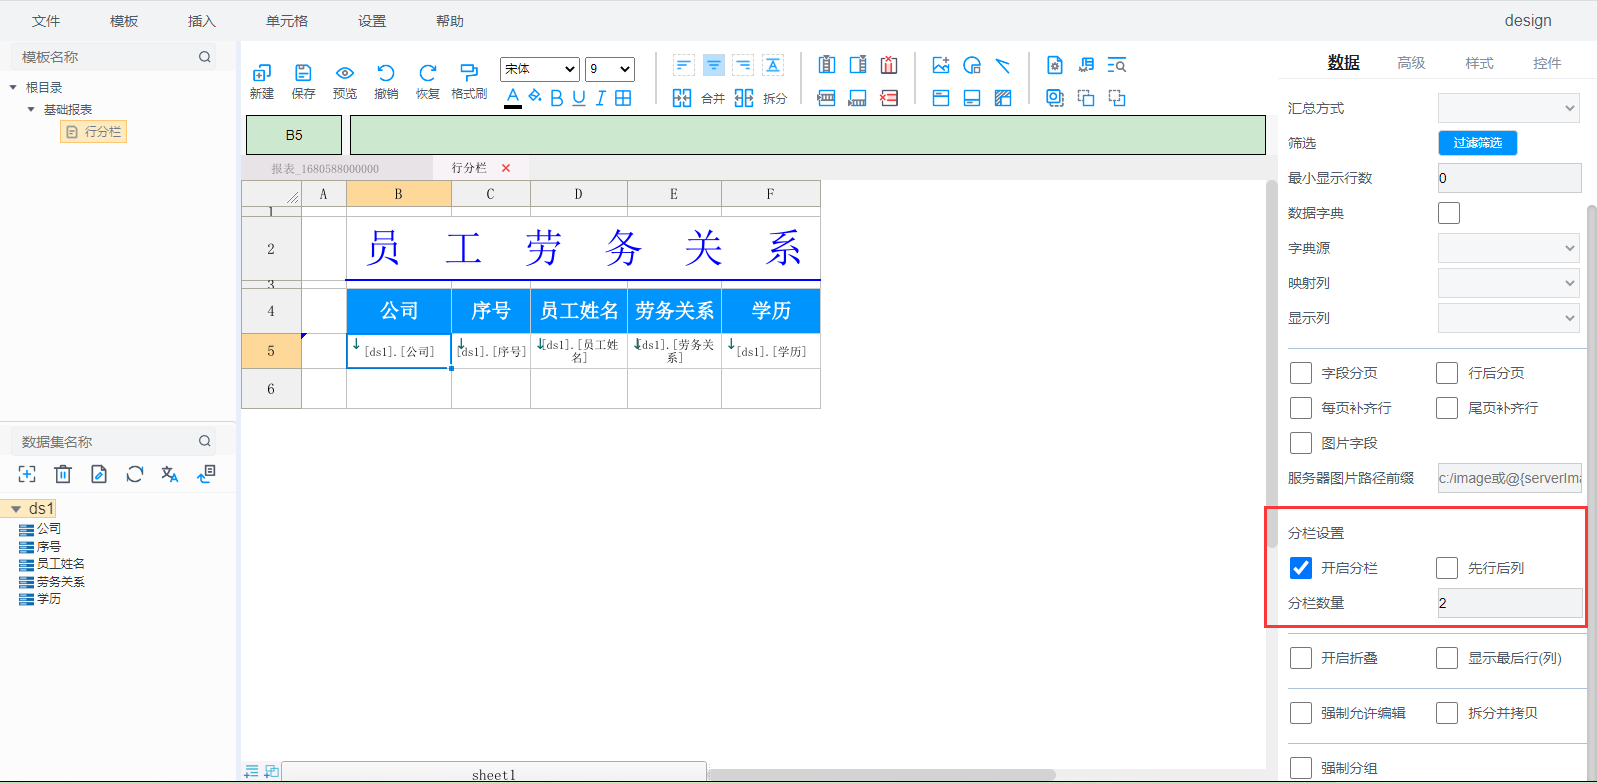 文件 模板 插入 单元格 设置 帮助 design
模板名称
根目录
基础报表
行分栏
新建 保存 预览 撤销 恢复 格式刷
宋体 9
合并 拆分
B5
报表_1680588000000 行分栏
A B C D E F
1
2 员工劳务关系
3
4 公司 序号 员工姓名 劳务关系 学历
5 [ds1].[公司] [ds1].[序号] [ds1].[员工姓名] [ds1].[劳务关系] [ds1].[学历]
6
sheet1
数据集名称
ds1
公司
序号
员工姓名
劳务关系
学历
数据 高级 样式 控件
汇总方式
筛选 过滤筛选
最小显示行数 0
数据字典
字典源
映射列
显示列
字段分页 行后分页
每页补齐行 尾页补齐行
图片字段
服务器图片路径前缀 c:/image或@{serverIma
分栏设置
开启分栏 先行后列
分栏数量 2
开启折叠 显示最后行(列)
强制允许编辑 拆分并拷贝
强制分组